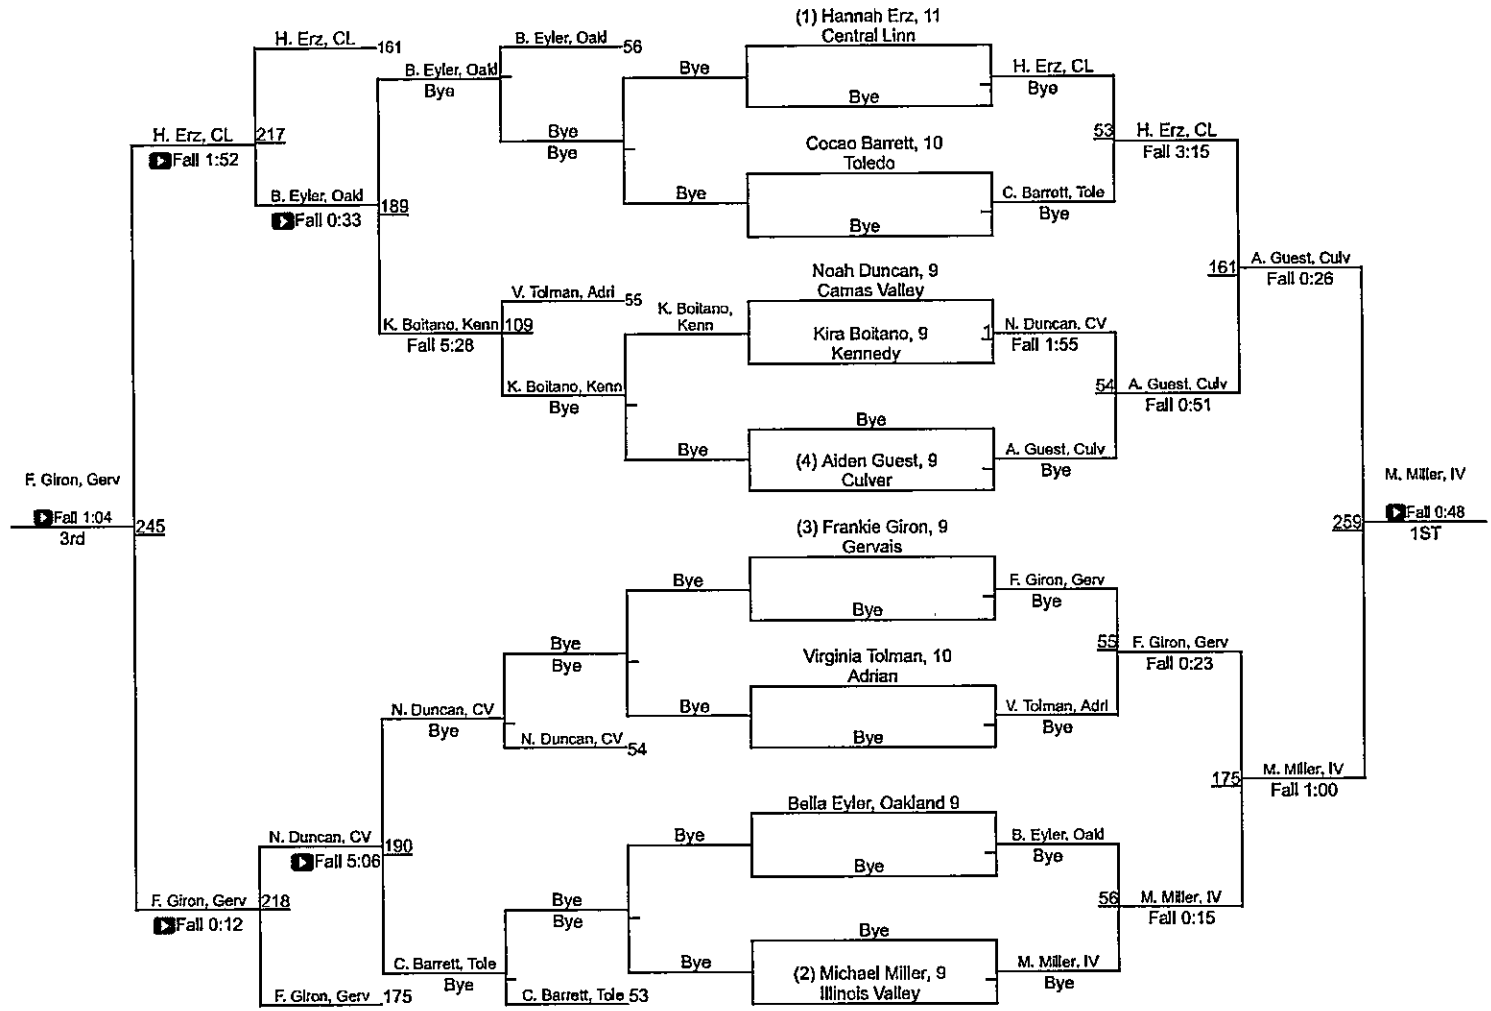 (1) Hannah Erz, 11
Central Linn
H. Erz, CL
161
B. Eyler, Oakl
56
B. Eyler, Oakl
Bye
Bye
Bye
H. Erz, CL
Bye
H. Erz, CL
Fall 1:52
217
Bye
Bye
Cocao Barrett, 10
Toledo
53
H. Erz, CL
Fall 3:15
B. Eyler, Oakl
Fall 0:33
189
Bye
Bye
C. Barrett, Tole
Bye
Noah Duncan, 9
Camas Valley
161
A. Guest, Culv
Fall 0:26
V. Tolman, Adri
55
K. Boitano,
Kenn
K. Boitano, Kenn
109
Fall 5:28
Kira Boitano, 9
Kennedy
1
N. Duncan, CV
Fall 1:55
K. Boitano, Kenn
Bye
54
A. Guest, Culv
Fall 0:51
Bye
Bye
(4) Aiden Guest, 9
Culver
A. Guest, Culv
Bye
F. Giron, Gerv
Fall 1:04
3rd
245
M. Miller, IV
259
Fall 0:48
1ST
(3) Frankie Giron, 9
Gervais
Bye
Bye
F. Giron, Gerv
Bye
Bye
Bye
Virginia Tolman, 10
Adrian
55
F. Giron, Gerv
Fall 0:23
N. Duncan, CV
Bye
Bye
V. Tolman, Adri
Bye
N. Duncan, CV
54
Bye
175
M. Miller, IV
Fall 1:00
Bella Eyler, Oakland 9
N. Duncan, CV
Fall 5:06
190
Bye
Bye
B. Eyler, Oakl
Bye
F. Giron, Gerv
Fall 0:12
218
Bye
Bye
56
M. Miller, IV
Fall 0:15
Bye
C. Barrett, Tole
Bye
Bye
(2) Michael Miller, 9
Illinois Valley
M. Miller, IV
Bye
F. Giron, Gerv
175
C. Barrett, Tole
53